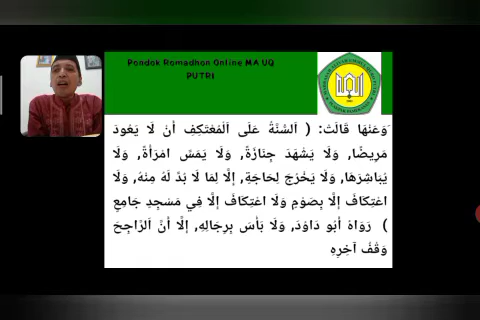 Pondok Romadhon Online MA UQ
PUTRI
وَعَنْهَا قَالَتْ: ( اَلسُّنَّةُ عَلَى اَلْمُعْتَكِفِ أَنْ لَا يَعُودَ
مَرِيضًا, وَلَا يَشْهَدَ جِنَازَةً, وَلَا يَمَسَّ امْرَأَةً, وَلَا
يُبَاشِرَهَا, وَلَا يَخْرُجَ لِحَاجَةٍ, إِلَّا لِمَا لَا بُدَّ لَهُ مِنْهُ, وَلَا
اعْتِكَافَ إِلَّا بِصَوْمٍ وَلَا اعْتِكَافَ إِلَّا فِي مَسْجِدٍ جَامِعٍ
) رَوَاهُ أَبُو دَاوُدَ, وَلَا بَأْسَ بِرِجَالِهِ, إِلَّا أَنَّ اَلرَّاجِحَ
وَقْفُ آخِرِهِ